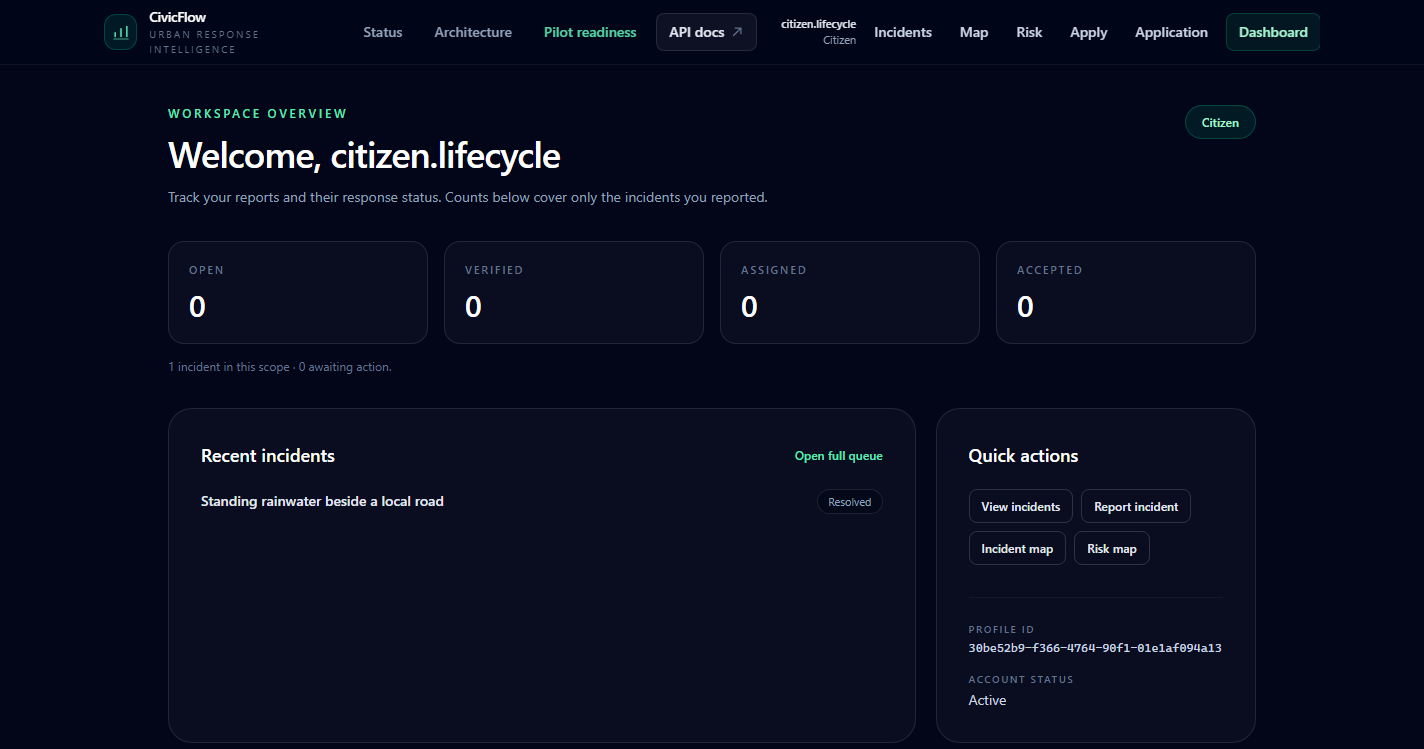 CivicFlow
URBAN RESPONSE
INTELLIGENCE
Status
Architecture
Pilot readiness
API docs ↗
citizen.lifecycle
Citizen
Incidents
Map
Risk
Apply
Application
Dashboard
WORKSPACE OVERVIEW
Citizen
Welcome, citizen.lifecycle
Track your reports and their response status. Counts below cover only the incidents you reported.
OPEN
0
VERIFIED
0
ASSIGNED
0
ACCEPTED
0
1 incident in this scope · 0 awaiting action.
Recent incidents
Open full queue
Standing rainwater beside a local road
Resolved
Quick actions
View incidents
Report incident
Incident map
Risk map
PROFILE ID
30be52b9-f366-4764-90f1-01e1af094a13
ACCOUNT STATUS
Active